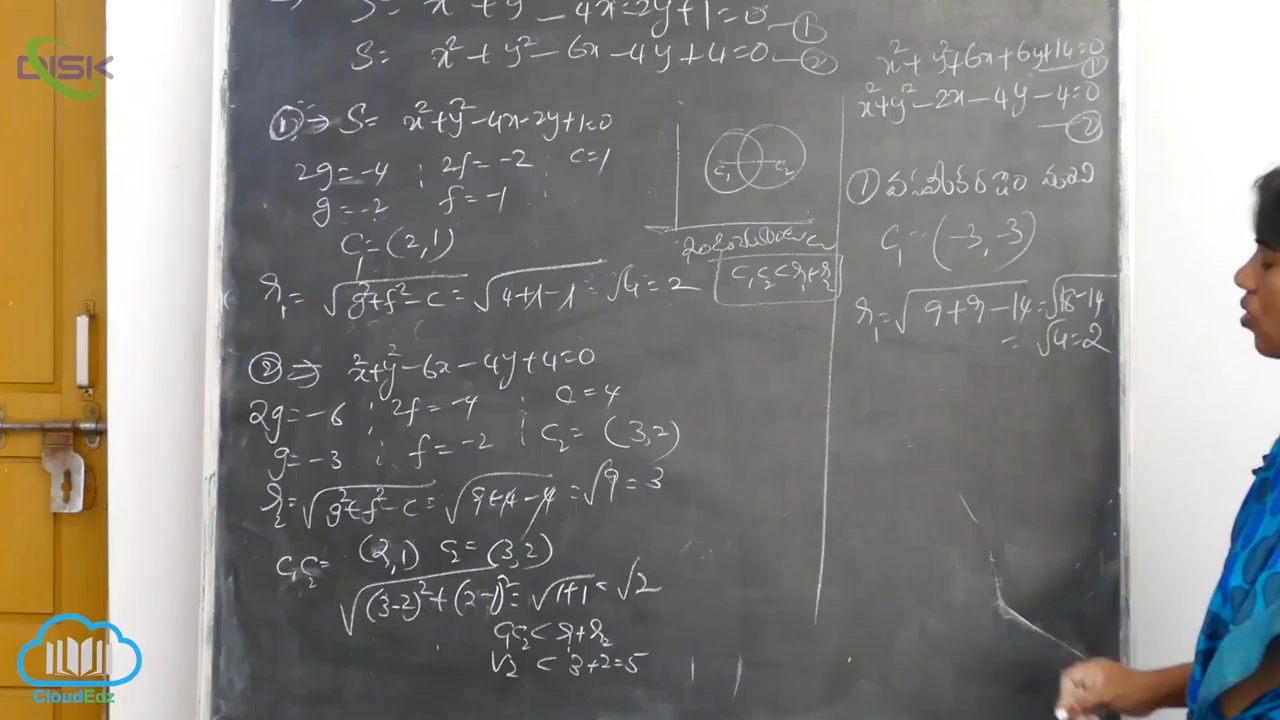 DISK
S = x² + y² - 4x - 2y + 1 = 0 - ①
S = x² + y² - 6x - 4y + 4 = 0 - ②
① ⇒ S = x² + y² - 4x - 2y + 1 = 0
2g = -4 ; 2f = -2 ; c = 1
g = -2 f = -1
C₁ = (2, 1)
r₁ = √g² + f² - c = √4 + 1 - 1 = √4 = 2
② ⇒ x² + y² - 6x - 4y + 4 = 0
2g = -6 ; 2f = -4 ; c = 4
g = -3 ; f = -2 ; C₂ = (3, 2)
r₂ = √g² + f² - c = √9 + 4 - 4 = √9 = 3
C₁C₂ = (2, 1) C₂ = (3, 2)
√(3-2)² + (2-1)² = √1+1 = √2
C₁C₂ < r₁ + r₂
√2 < 3 + 2 = 5
C₁ C₂
C₁C₂ < r₁ + r₂
x² + y² + 6x + 6y + 14 = 0
①
x² + y² - 2x - 4y - 4 = 0
- ②
① వ సమీకరణం నుండి
C₁ = (-3, -3)
r₁ = √9 + 9 - 14 = √18 - 14
= √4 = 2
CloudEdz